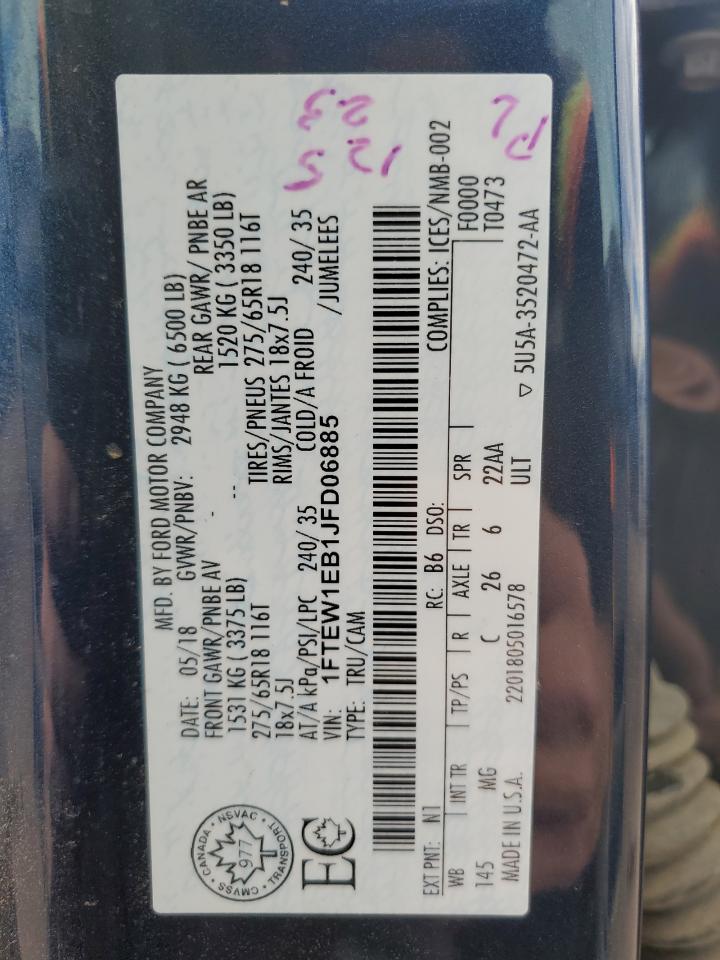 MFD. BY FORD MOTOR COMPANY
DATE: 05/18 GVWR/PNBV: 2948 KG ( 6500 LB)
FRONT GAWR/PNBE AV - REAR GAWR/ PNBE AR
1531 KG ( 3375 LB) -- 1520 KG ( 3350 LB)
275/65R18 116T TIRES/PNEUS 275/65R18 116T
18x7.5J RIMS/JANTES 18x7.5J
AT/A kPa/PSI/LPC 240/ 35 COLD/A FROID 240/ 35
VIN: 1FTEW1EB1JFD06885 /JUMELEES
TYPE: TRU/CAM
CANADA • NSVAC • TRANSPORT • CMVSS •
977
EC
EXT PNT: N1 RC: B6 DSO: COMPLIES: ICES/NMB-002
WB INT TR TP/PS R AXLE TR SPR F0000
145 MG C 26 6 22AA T0473
MADE IN U.S.A. 2201805016578 ULT ▽ 5U5A-3520472-AA